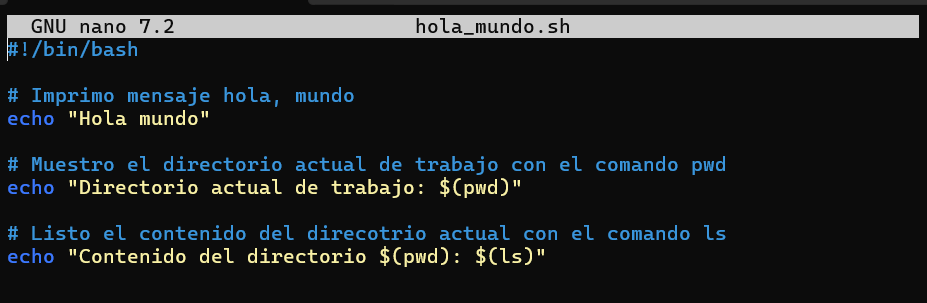 GNU nano 7.2 hola_mundo.sh
#!/bin/bash
# Imprimo mensaje hola, mundo
echo "Hola mundo"
# Muestro el directorio actual de trabajo con el comando pwd
echo "Directorio actual de trabajo: $(pwd)"
# Listo el contenido del direcotrio actual con el comando ls
echo "Contenido del directorio $(pwd): $(ls)"